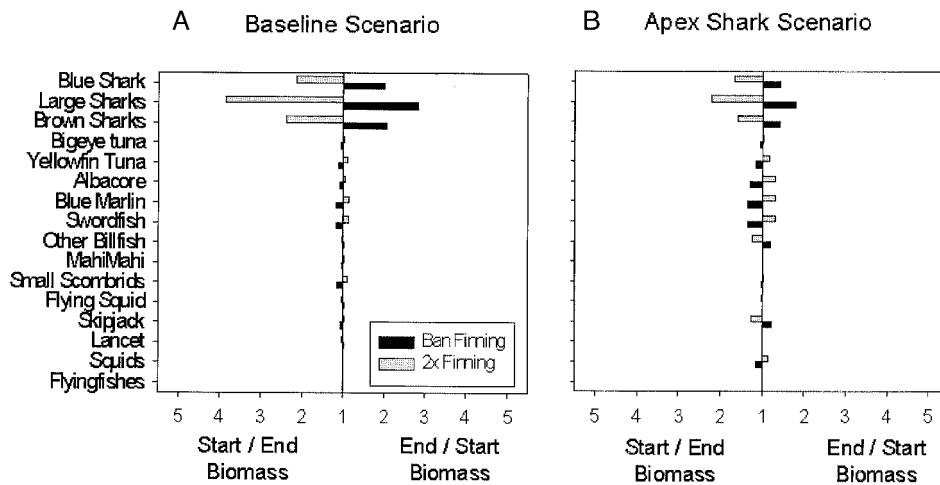 A Baseline Scenario
B Apex Shark Scenario
Blue Shark
Large Sharks
Brown Sharks
Bigeye tuna
Yellowfin Tuna
Albacore
Blue Marlin
Swordfish
Other Billfish
MahiMahi
Small Scombrids
Flying Squid
Skipjack
Lancet
Squids
Flyingfishes
Ban Firning
2x Firning
5 4 3 2 1 2 3 4 5
5 4 3 2 1 2 3 4 5
Start / End
Biomass
End / Start
Biomass
Start / End
Biomass
End / Start
Biomass